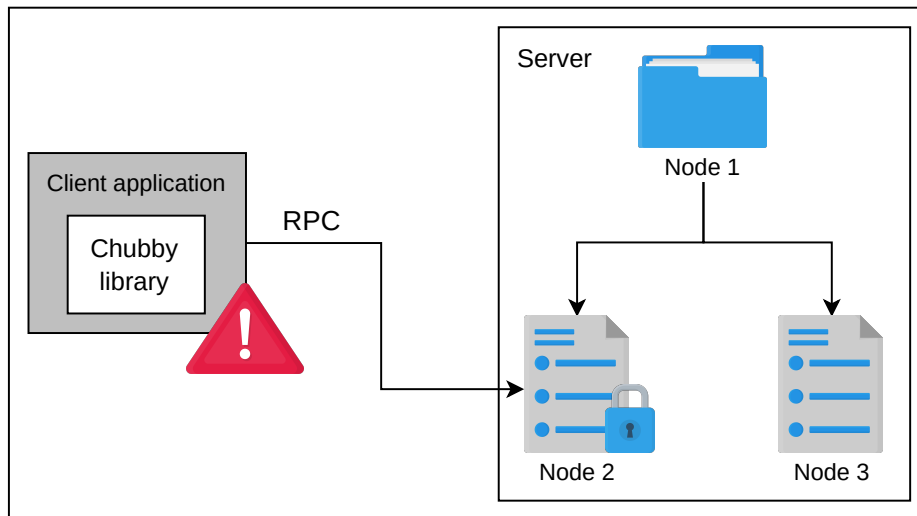 Server
Node 1
Client application
Chubby
library
RPC
Node 2
Node 3